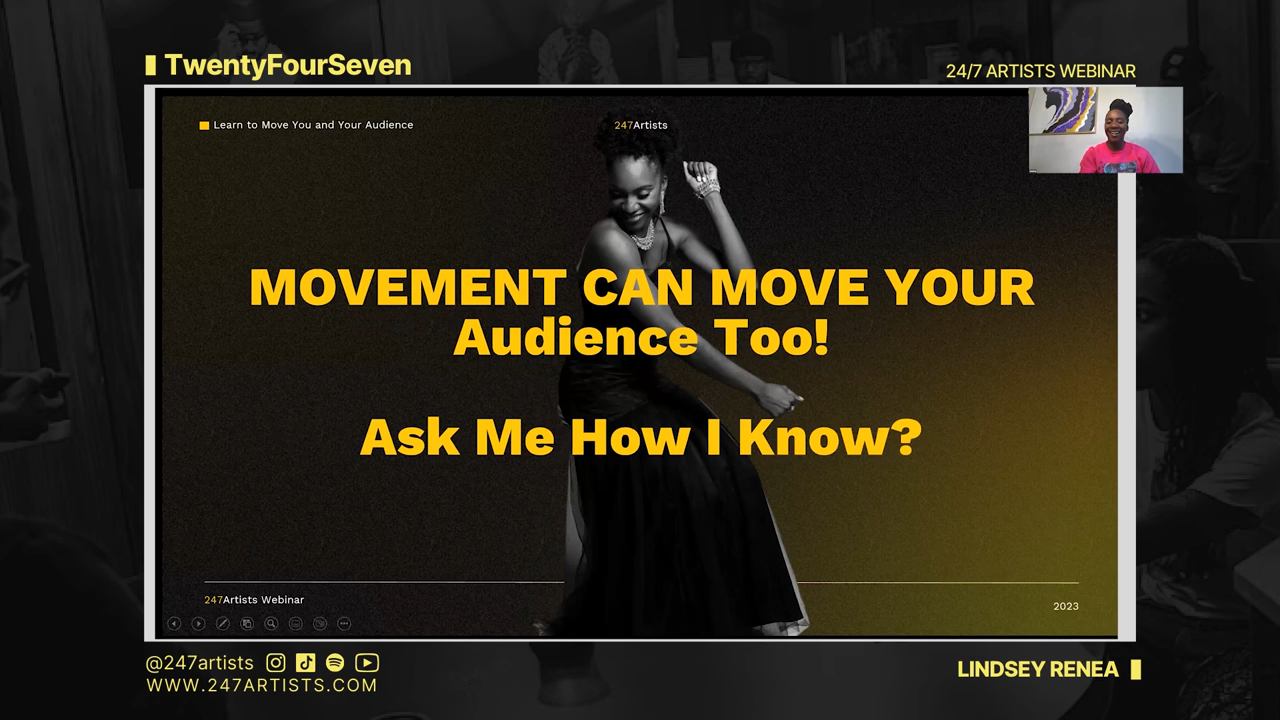 TwentyFourSeven
24/7 ARTISTS WEBINAR
Learn to Move You and Your Audience
247Artists
MOVEMENT CAN MOVE YOUR
Audience Too!
Ask Me How I Know?
247Artists Webinar
2023
@247artists
WWW.247ARTISTS.COM
LINDSEY RENEA